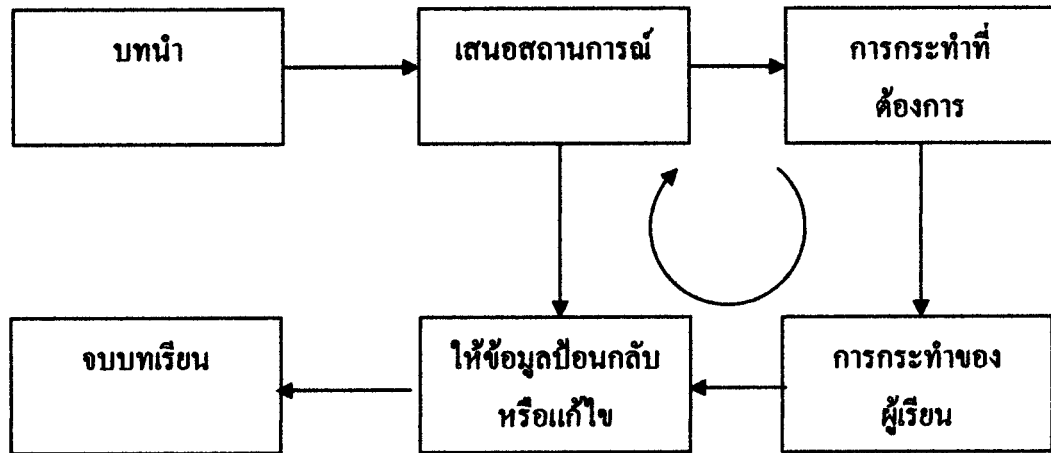 บทนำ
เสนอสถานการณ์
การกระทำที่
ต้องการ
จบบทเรียน
ให้ข้อมูลป้อนกลับ
หรือแก้ไข
การกระทำของ
ผู้เรียน